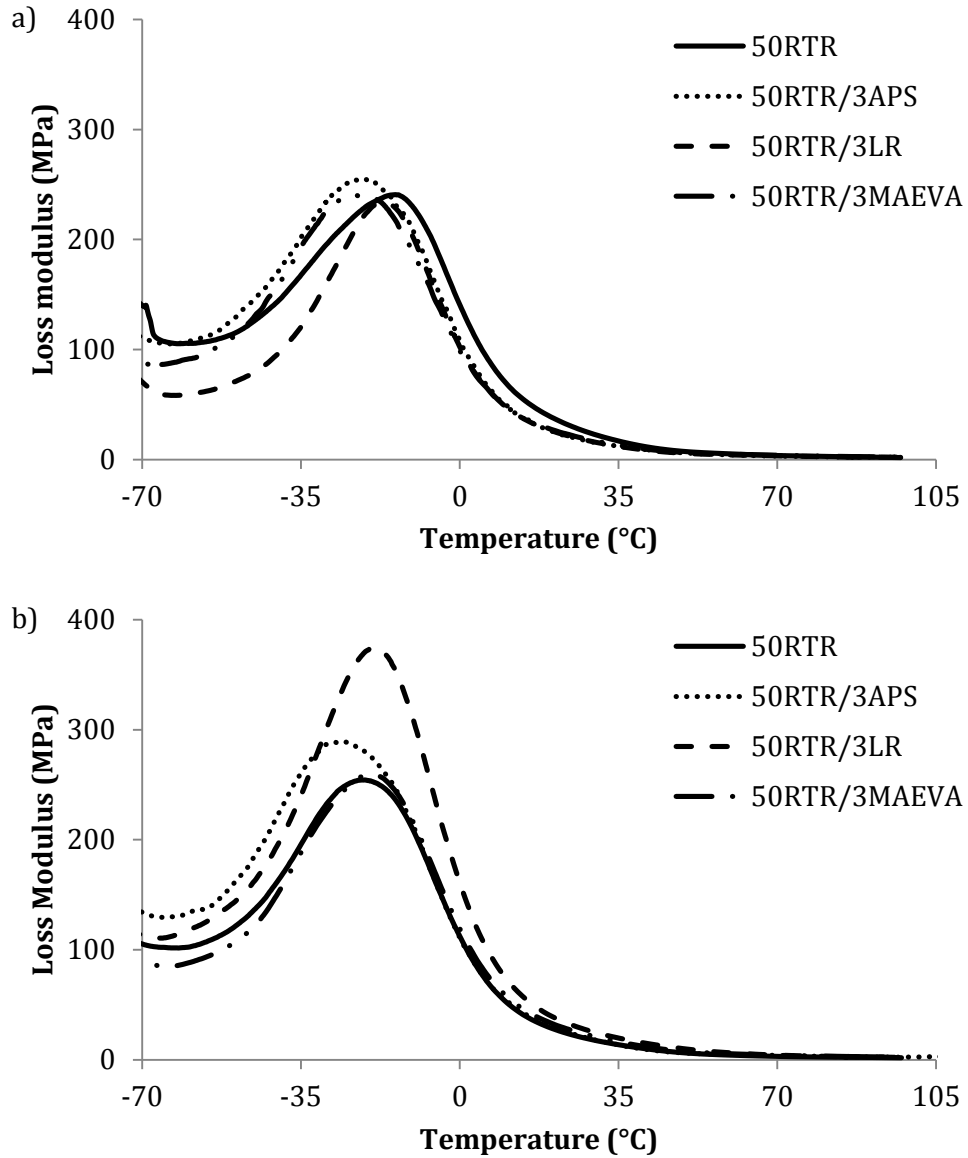 a)
400
300
200
100
0
Loss modulus (MPa)
-70
-35
0
35
70
105
Temperature (°C)
50RTR
50RTR/3APS
50RTR/3LR
50RTR/3MAEVA
b)
400
300
200
100
0
Loss Modulus (MPa)
-70
-35
0
35
70
105
Temperature (°C)
50RTR
50RTR/3APS
50RTR/3LR
50RTR/3MAEVA